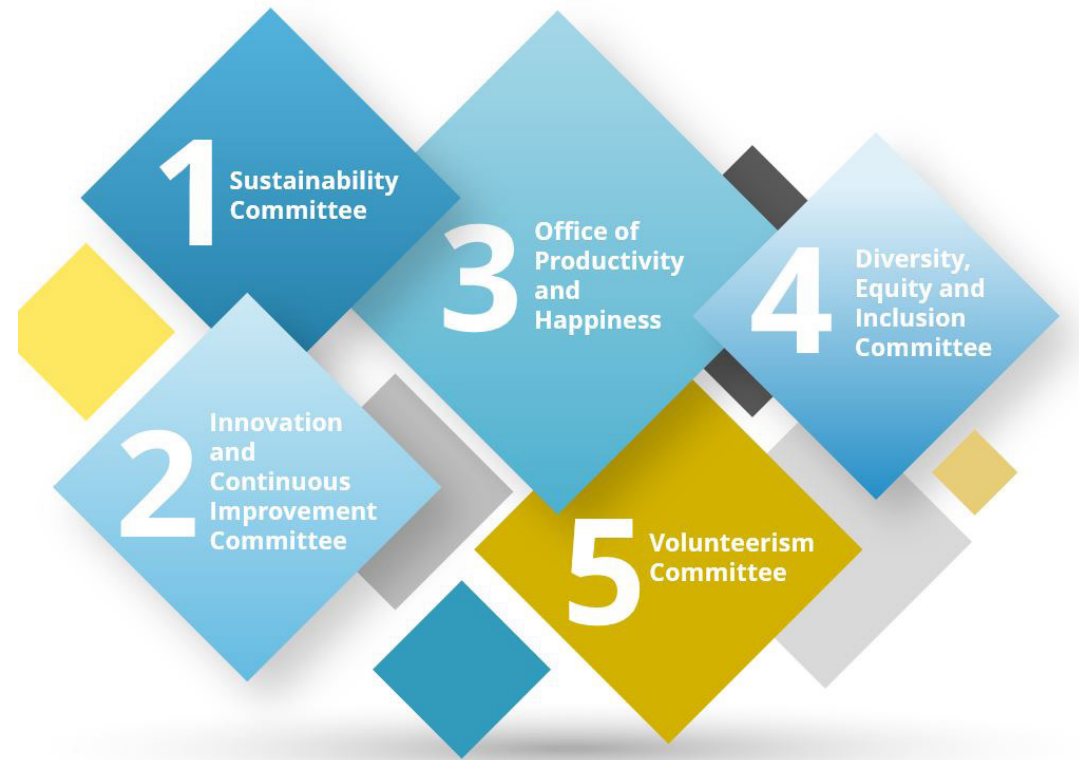 1
Sustainability
Committee
2
Innovation
and
Continuous
Improvement
Committee
3
Office of
Productivity
and
Happiness
4
Diversity,
Equity and
Inclusion
Committee
5
Volunteerism
Committee